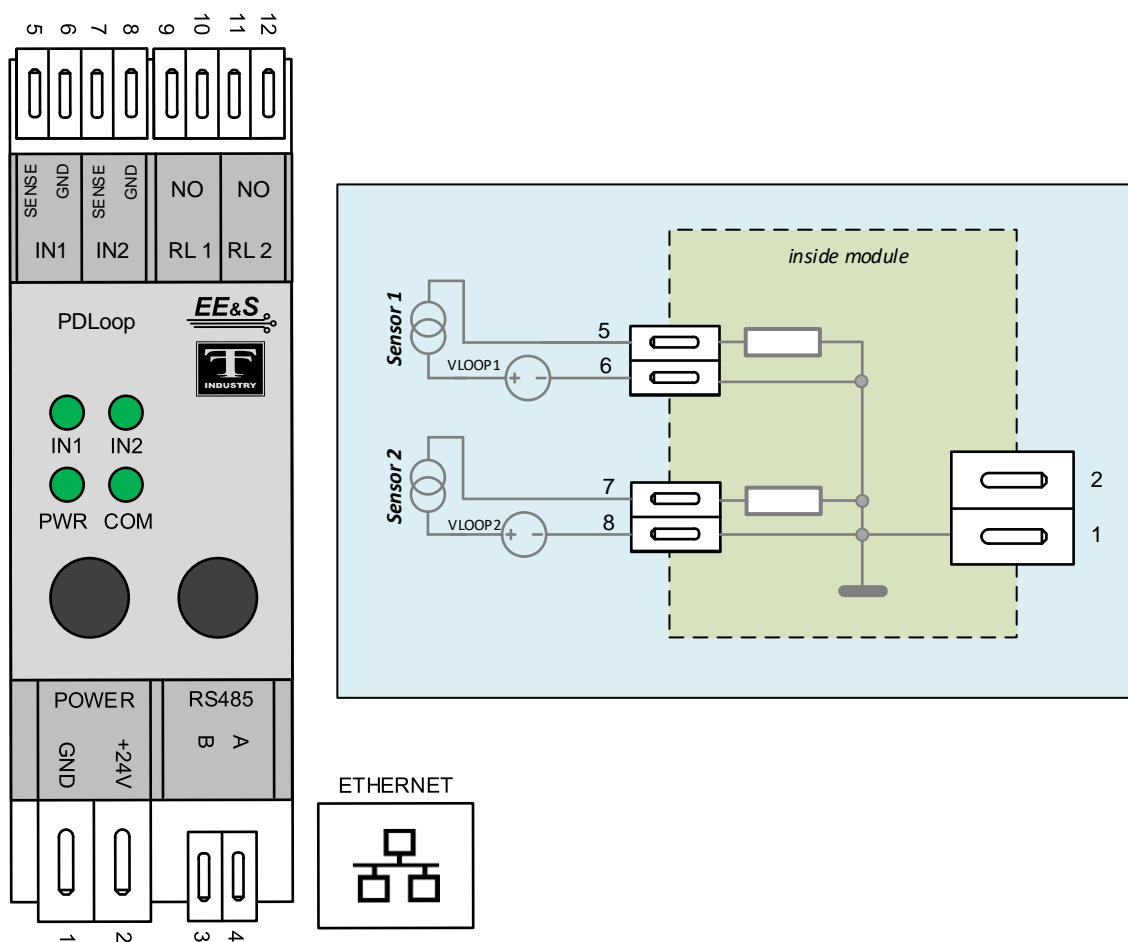 5 6 7 8 9 10 11 12
SENSE GND SENSE GND NO NO
IN1 IN2 RL 1 RL 2
PDLoop
EE&S
T
INDUSTRY
IN1 IN2
PWR COM
POWER RS485
GND +24V B A
1 2 3 4
ETHERNET
inside module
Sensor 1
VLOOP1
+ -
5
6
Sensor 2
VLOOP2
+ -
7
8
2
1